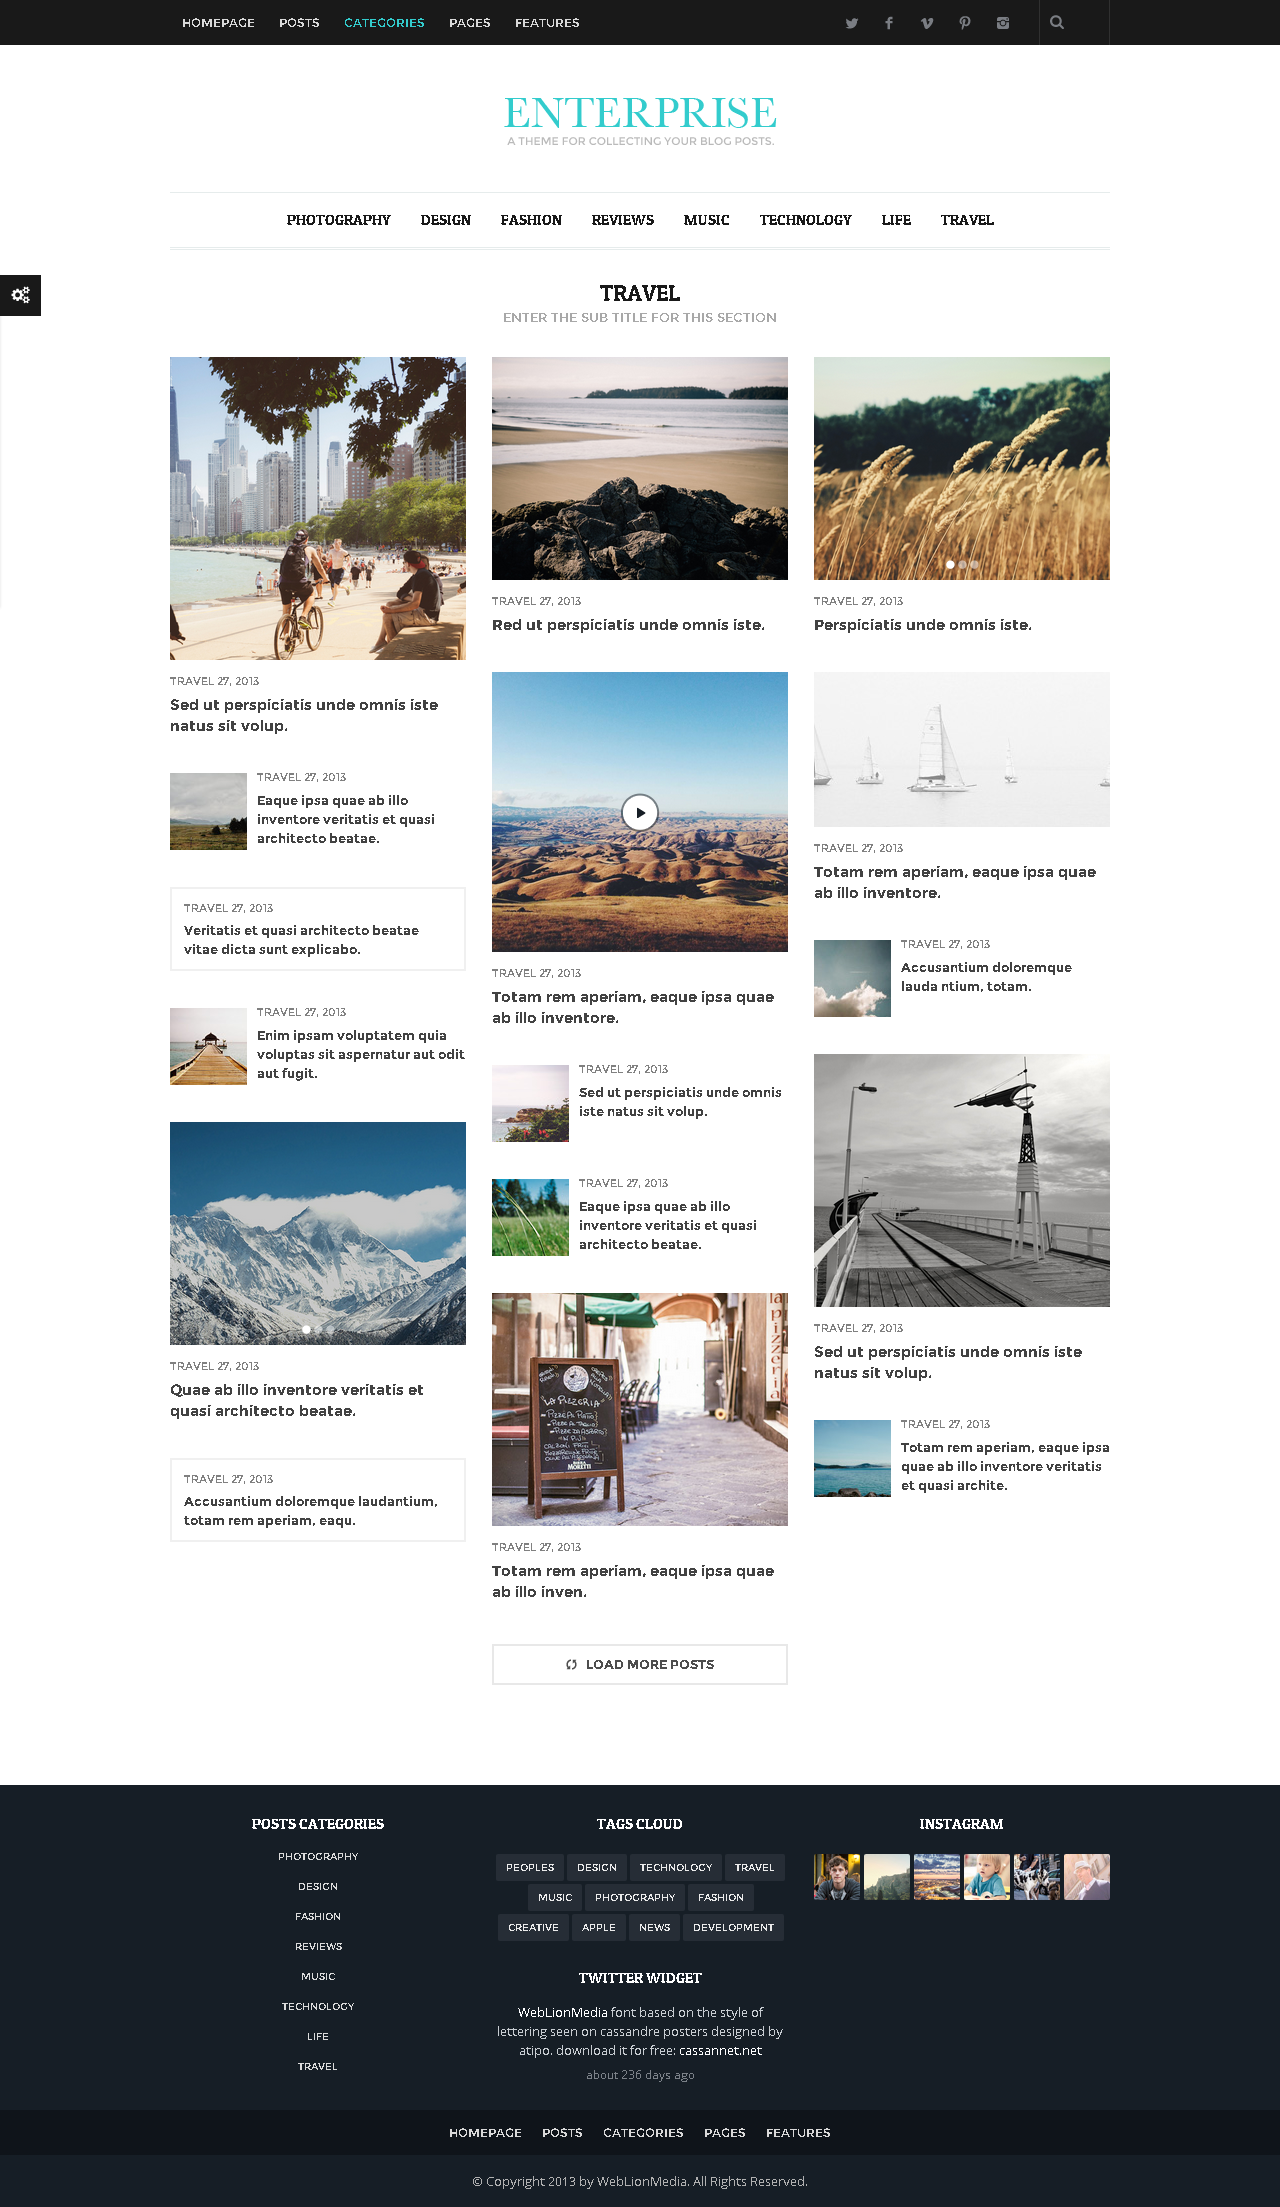 HOMEPAGE POSTS CATEGORIES PAGES FEATURES
ENTERPRISE
A THEME FOR COLLECTING YOUR BLOG POSTS.
PHOTOGRAPHY DESIGN FASHION REVIEWS MUSIC TECHNOLOGY LIFE TRAVEL
TRAVEL
ENTER THE SUB TITLE FOR THIS SECTION
TRAVEL 27, 2013
Sed ut perspiciatis unde omnis iste
natus sit volup.
TRAVEL 27, 2013
Eaque ipsa quae ab illo
inventore veritatis et quasi
architecto beatae.
TRAVEL 27, 2013
Veritatis et quasi architecto beatae
vitae dicta sunt explicabo.
TRAVEL 27, 2013
Enim ipsam voluptatem quia
voluptas sit aspernatur aut odit
aut fugit.
TRAVEL 27, 2013
Quae ab illo inventore veritatis et
quasi architecto beatae.
TRAVEL 27, 2013
Accusantium doloremque laudantium,
totam rem aperiam, eaqu.
TRAVEL 27, 2013
Red ut perspiciatis unde omnis iste.
TRAVEL 27, 2013
Totam rem aperiam, eaque ipsa quae
ab illo inventore.
TRAVEL 27, 2013
Sed ut perspiciatis unde omnis
iste natus sit volup.
TRAVEL 27, 2013
Eaque ipsa quae ab illo
inventore veritatis et quasi
architecto beatae.
la pizzeria
"LA PIZZERIA"
MORETTI
TRAVEL 27, 2013
Totam rem aperiam, eaque ipsa quae
ab illo inven.
TRAVEL 27, 2013
Perspiciatis unde omnis iste.
TRAVEL 27, 2013
Totam rem aperiam, eaque ipsa quae
ab illo inventore.
TRAVEL 27, 2013
Accusantium doloremque
lauda ntium, totam.
TRAVEL 27, 2013
Sed ut perspiciatis unde omnis iste
natus sit volup.
TRAVEL 27, 2013
Totam rem aperiam, eaque ipsa
quae ab illo inventore veritatis
et quasi archite.
LOAD MORE POSTS
POSTS CATEGORIES
PHOTOGRAPHY
DESIGN
FASHION
REVIEWS
MUSIC
TECHNOLOGY
LIFE
TRAVEL
TAGS CLOUD
PEOPLES DESIGN TECHNOLOGY TRAVEL
MUSIC PHOTOGRAPHY FASHION
CREATIVE APPLE NEWS DEVELOPMENT
TWITTER WIDGET
WebLionMedia font based on the style of
lettering seen on cassandre posters designed by
atipo. download it for free: cassannet.net
about 236 days ago
INSTAGRAM
HOMEPAGE POSTS CATEGORIES PAGES FEATURES
© Copyright 2013 by WebLionMedia. All Rights Reserved.